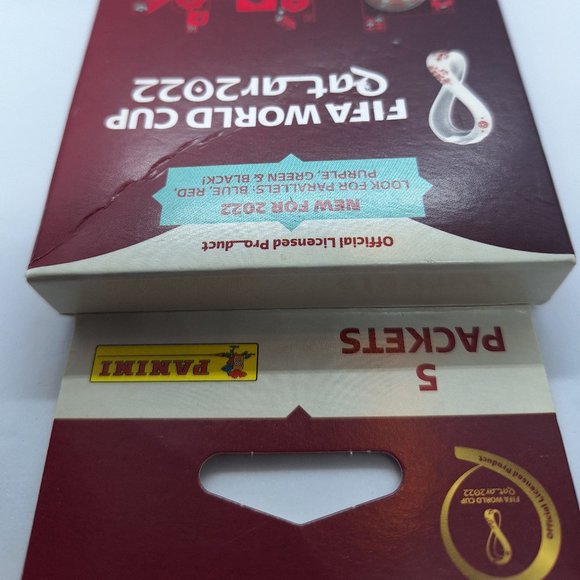 5
PACKETS
PANINI
Official Licensed Product
FIFA WORLD CUP
Qatar2022
Official Licensed Product
NEW FOR 2022
LOOK FOR PARALLELS: BLUE, RED,
PURPLE, GREEN & BLACK!
FIFA WORLD CUP
Qatar2022